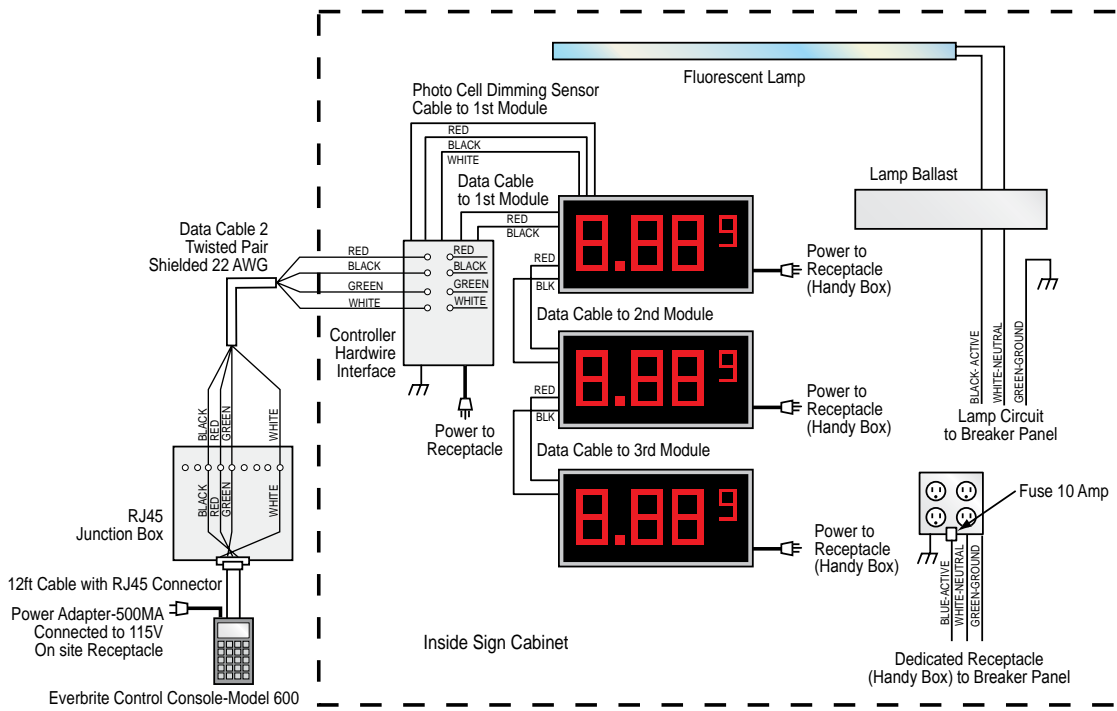 Fluorescent Lamp
Photo Cell Dimming Sensor
Cable to 1st Module
RED
BLACK
WHITE
Data Cable
to 1st Module
RED
BLACK
Lamp Ballast
Data Cable 2
Twisted Pair
Shielded 22 AWG
RED
BLACK
GREEN
WHITE
RED
BLACK
GREEN
WHITE
Controller
Hardwire
Interface
Power to
Receptacle
8.88 9
RED
BLK
Power to
Receptacle
(Handy Box)
Data Cable to 2nd Module
8.88 9
RED
BLK
Power to
Receptacle
(Handy Box)
Data Cable to 3rd Module
8.88 9
Power to
Receptacle
(Handy Box)
BLACK- ACTIVE
WHITE-NEUTRAL
GREEN-GROUND
Lamp Circuit
to Breaker Panel
Fuse 10 Amp
BLUE-ACTIVE
WHITE-NEUTRAL
GREEN-GROUND
Dedicated Receptacle
(Handy Box) to Breaker Panel
BLACK
RED
GREEN
WHITE
BLACK
RED
GREEN
WHITE
RJ45
Junction Box
12ft Cable with RJ45 Connector
Power Adapter-500MA
Connected to 115V
On site Receptacle
Everbrite Control Console-Model 600
Inside Sign Cabinet